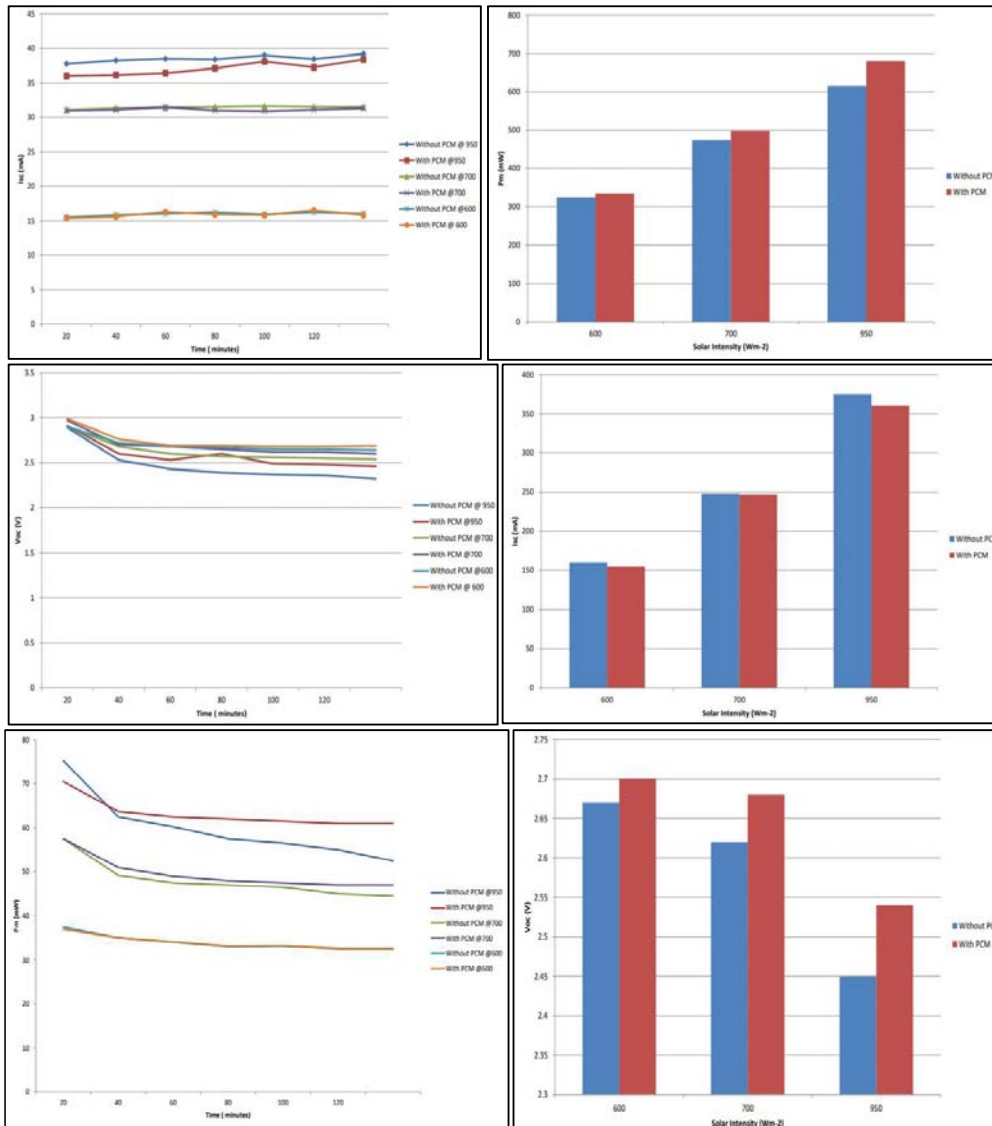 45
40
35
30
25
20
15
10
5
0
Isc (mA)
20 40 60 80 100 120
Time ( minutes)
Without PCM @ 950
With PCM @950
Without PCM @700
With PCM @700
Without PCM @600
With PCM @ 600
800
700
600
500
400
300
200
100
0
Pm (mW)
600 700 950
Solar Intensity (Wm-2)
Without PC
With PCM
3.5
3
2.5
2
1.5
1
0.5
0
Voc (V)
20 40 60 80 100 120
Time ( minutes)
Without PCM @ 950
With PCM @950
Without PCM @700
With PCM @700
Without PCM @600
With PCM @ 600
400
350
300
250
200
150
100
50
0
Isc (mA)
600 700 950
Solar Intensity (Wm-2)
Without PC
With PCM
80
70
60
50
40
30
20
10
0
Pm (mW)
20 40 60 80 100 120
Time ( minutes)
Without PCM @950
With PCM @950
Without PCM @700
With PCM @700
Without PCM @600
With PCM @600
2.75
2.7
2.65
2.6
2.55
2.5
2.45
2.4
2.35
2.3
Voc (V)
600 700 950
Solar Intensity (Wm-2)
Without PC
With PCM